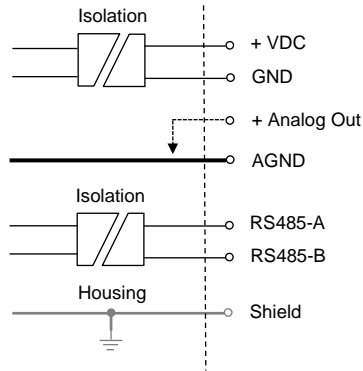 Isolation
+ VDC
GND
+ Analog Out
AGND
Isolation
RS485-A
RS485-B
Housing
Shield